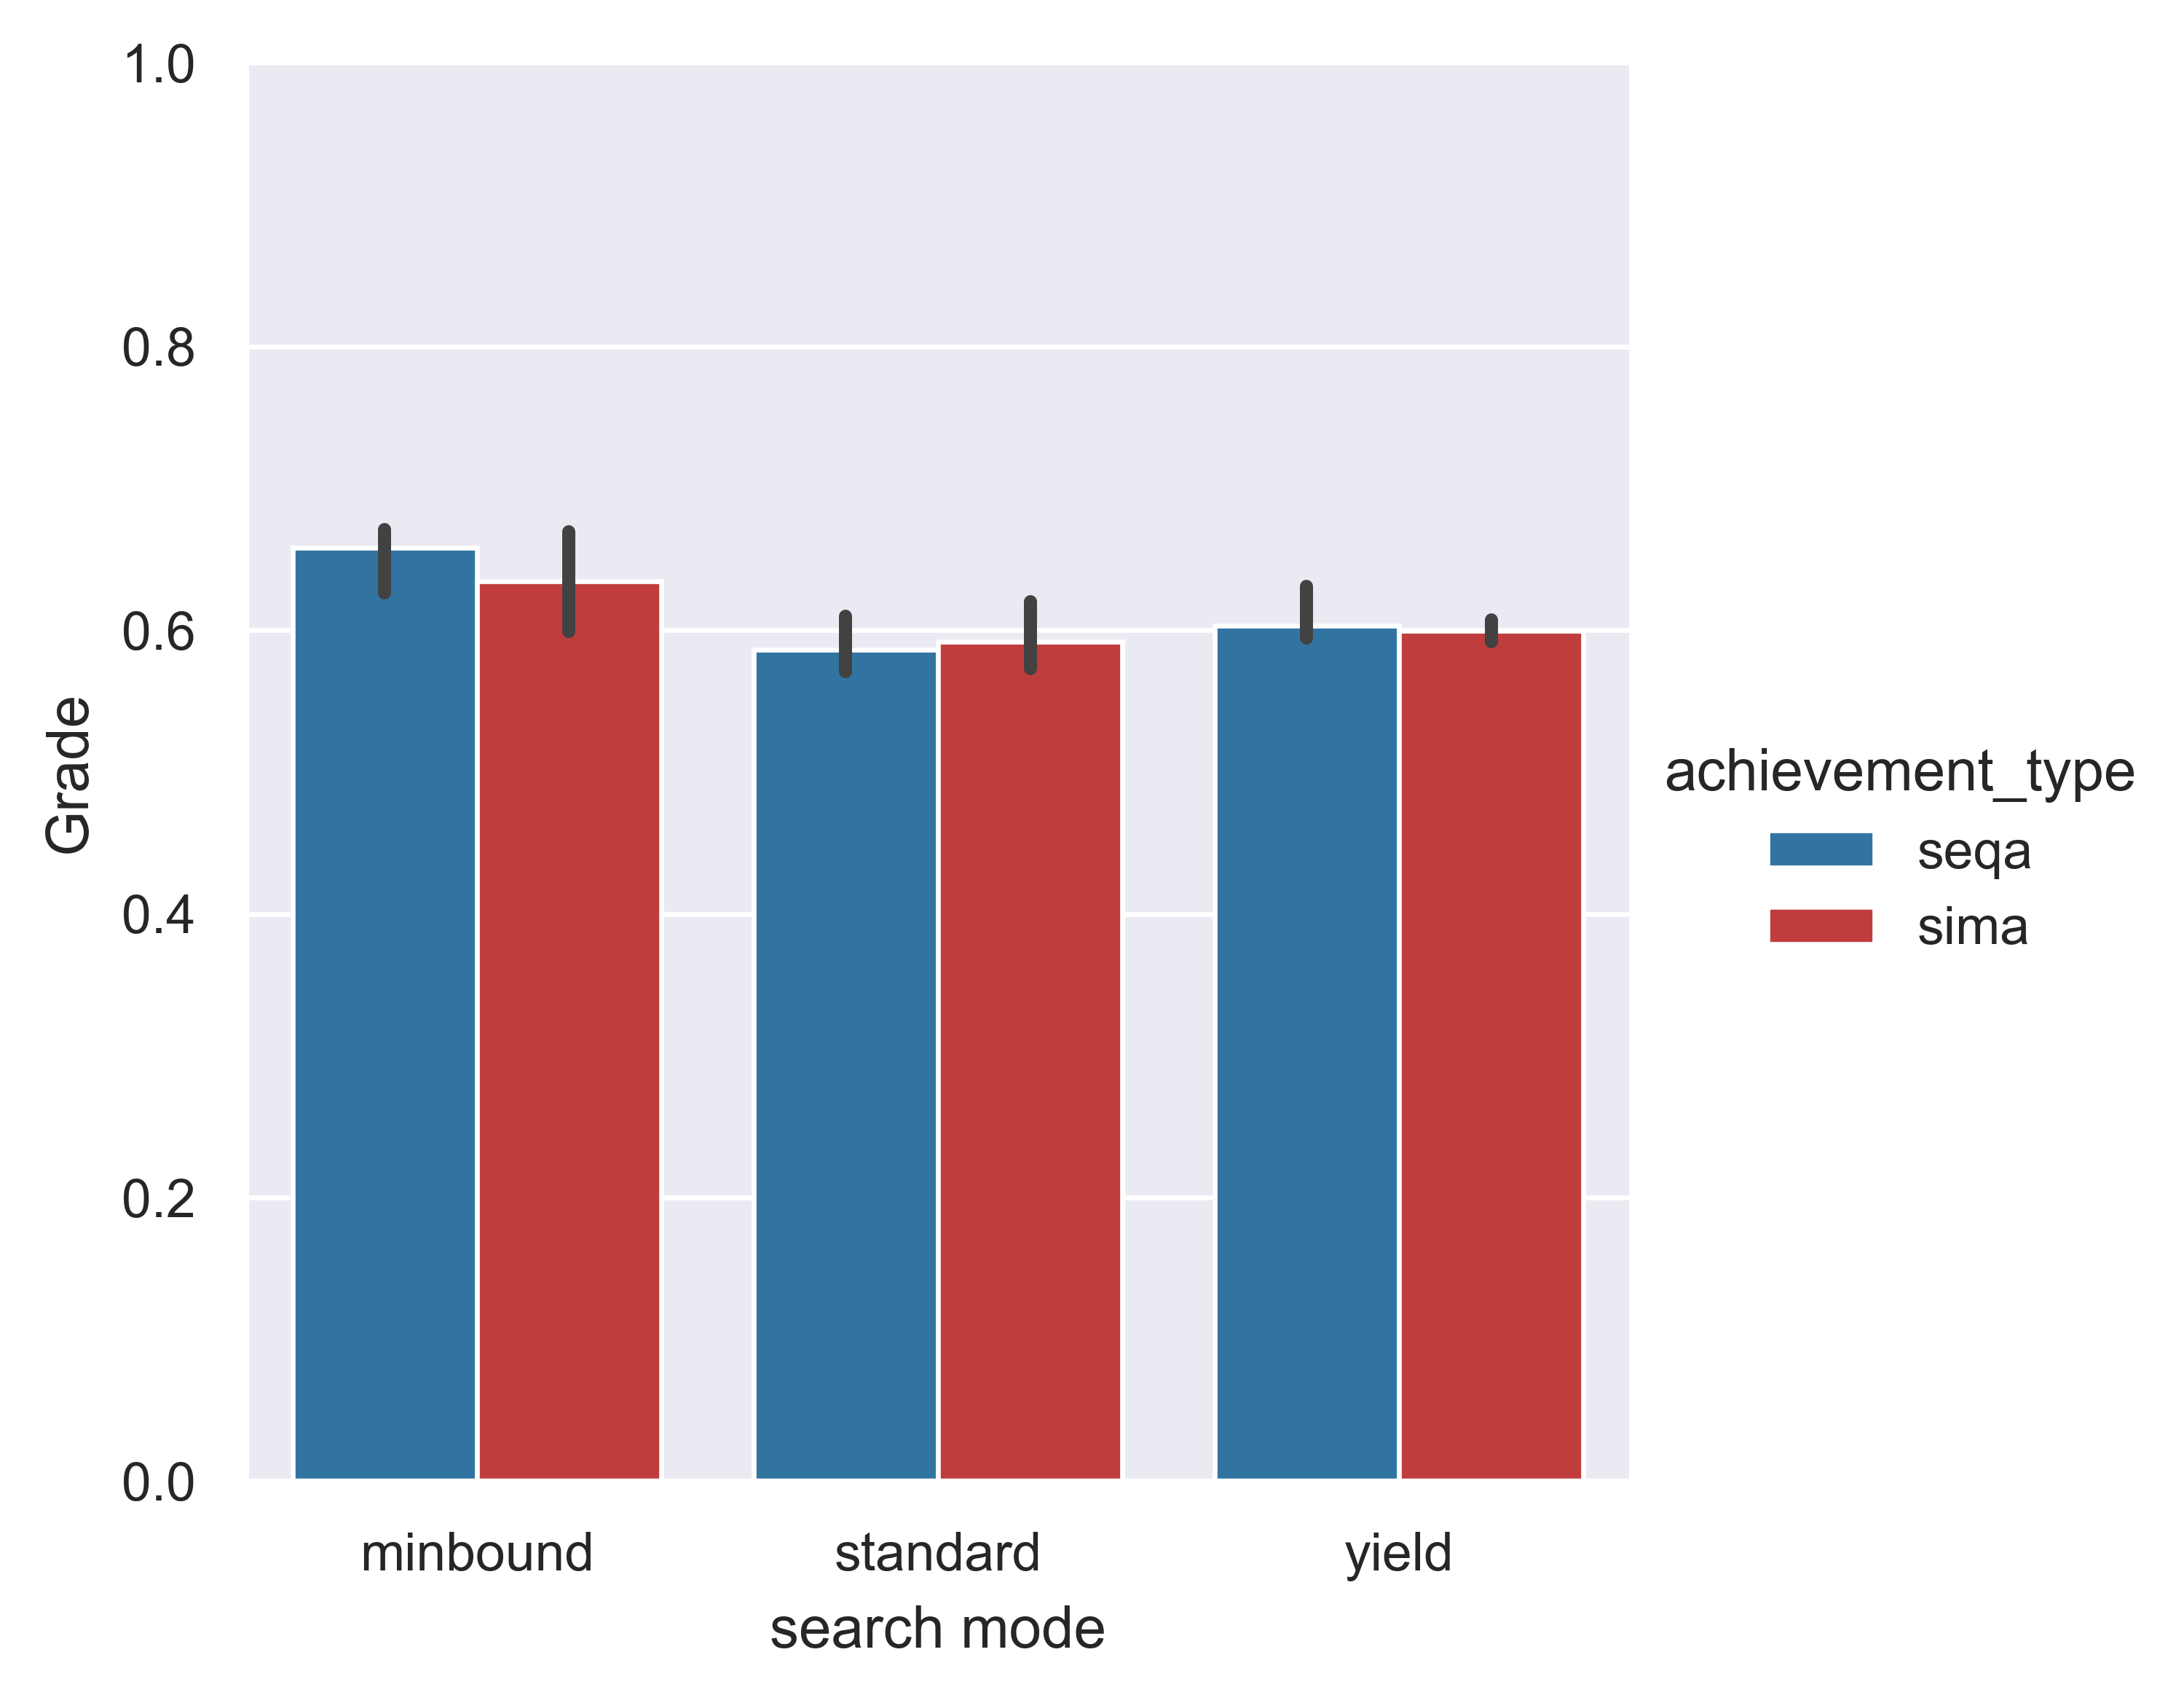 1.0
0.8
0.6
0.4
0.2
0.0
Grade
minbound standard yield
search mode
achievement_type
seqa
sima